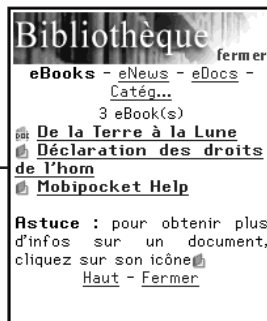 Bibliothèque
fermer
eBooks - eNews - eDocs -
Catég...
3 eBook(s)
De la Terre à la Lune
Déclaration des droits
de l'hom
Mobipocket Help
Astuce : pour obtenir plus
d'infos sur un document,
cliquez sur son icône
Haut - Fermer